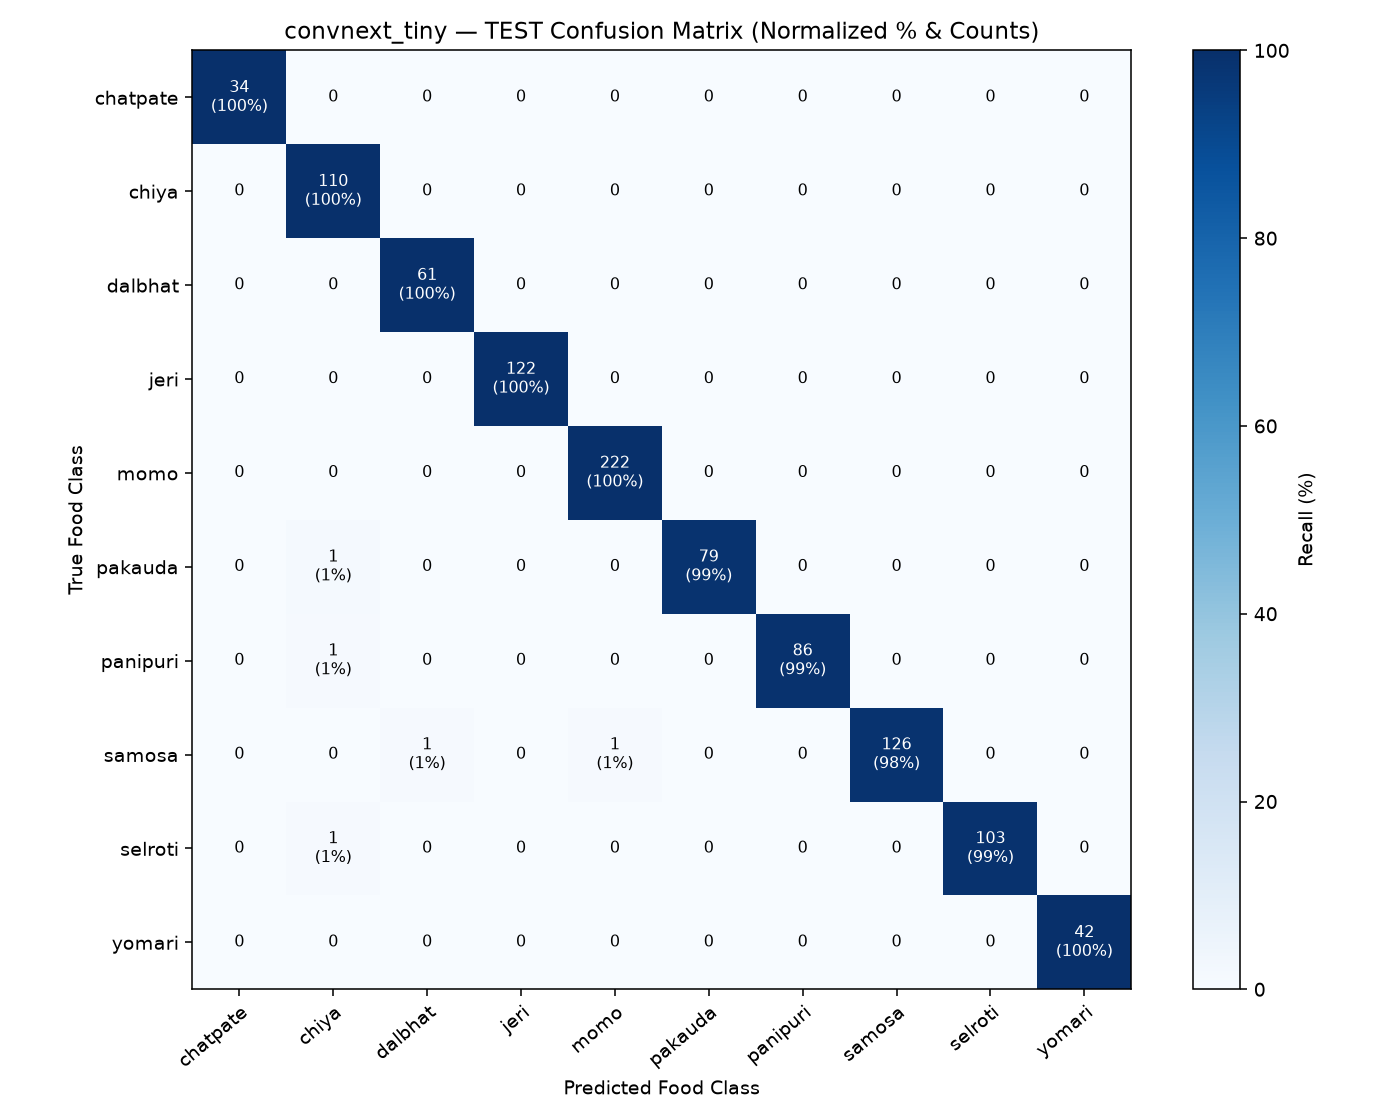 convnext_tiny — TEST Confusion Matrix (Normalized % & Counts)
True Food Class
chatpate 34 (100%) 0 0 0 0 0 0 0 0 0
chiya 0 110 (100%) 0 0 0 0 0 0 0 0
dalbhat 0 0 61 (100%) 0 0 0 0 0 0 0
jeri 0 0 0 122 (100%) 0 0 0 0 0 0
momo 0 0 0 0 222 (100%) 0 0 0 0 0
pakauda 0 1 (1%) 0 0 0 79 (99%) 0 0 0 0
panipuri 0 1 (1%) 0 0 0 0 86 (99%) 0 0 0
samosa 0 0 1 (1%) 0 1 (1%) 0 0 126 (98%) 0 0
selroti 0 1 (1%) 0 0 0 0 0 0 103 (99%) 0
yomari 0 0 0 0 0 0 0 0 0 42 (100%)
chatpate chiya dalbhat jeri momo pakauda panipuri samosa selroti yomari
Predicted Food Class
100
80
60
40
20
0
Recall (%)